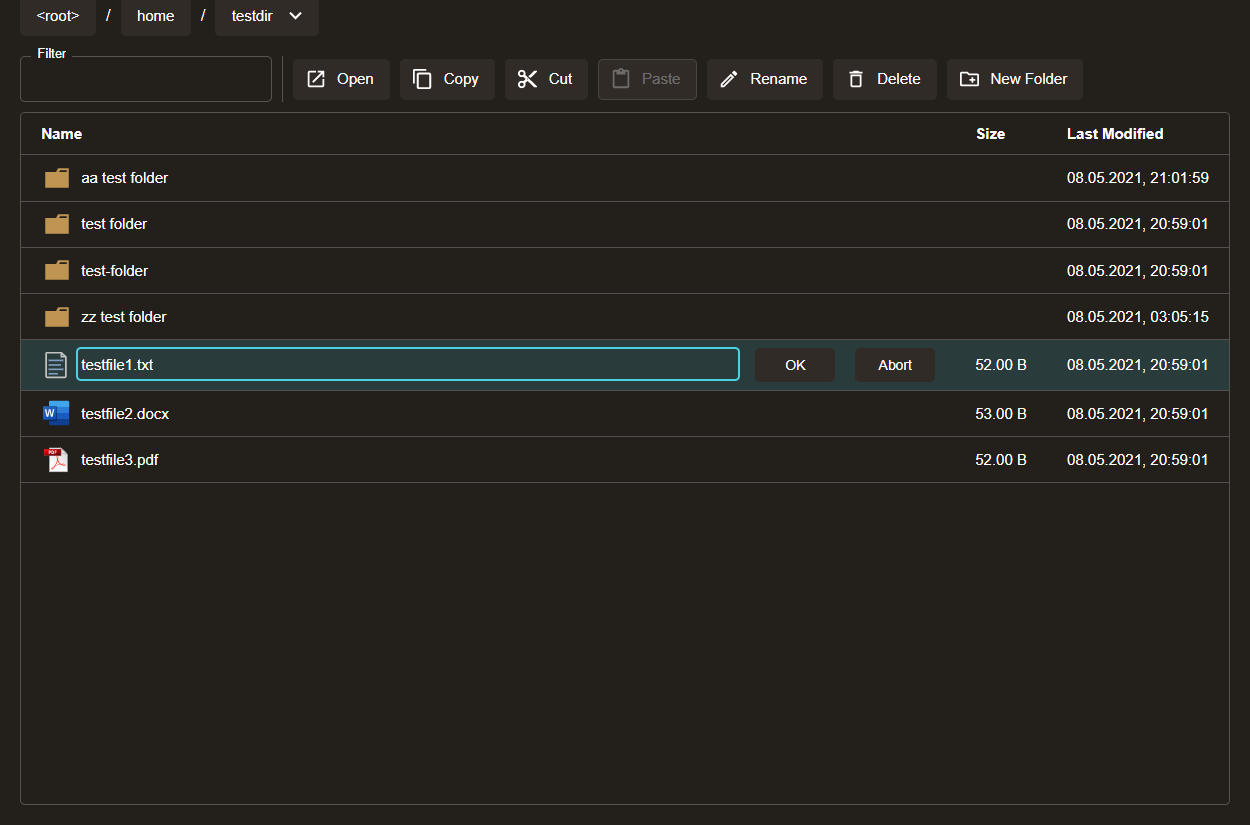 <root> / home / testdir
Filter
Open Copy Cut Paste Rename Delete New Folder
Name Size Last Modified
aa test folder 08.05.2021, 21:01:59
test folder 08.05.2021, 20:59:01
test-folder 08.05.2021, 20:59:01
zz test folder 08.05.2021, 03:05:15
testfile1.txt OK Abort 52.00 B 08.05.2021, 20:59:01
W testfile2.docx 53.00 B 08.05.2021, 20:59:01
PDF testfile3.pdf 52.00 B 08.05.2021, 20:59:01